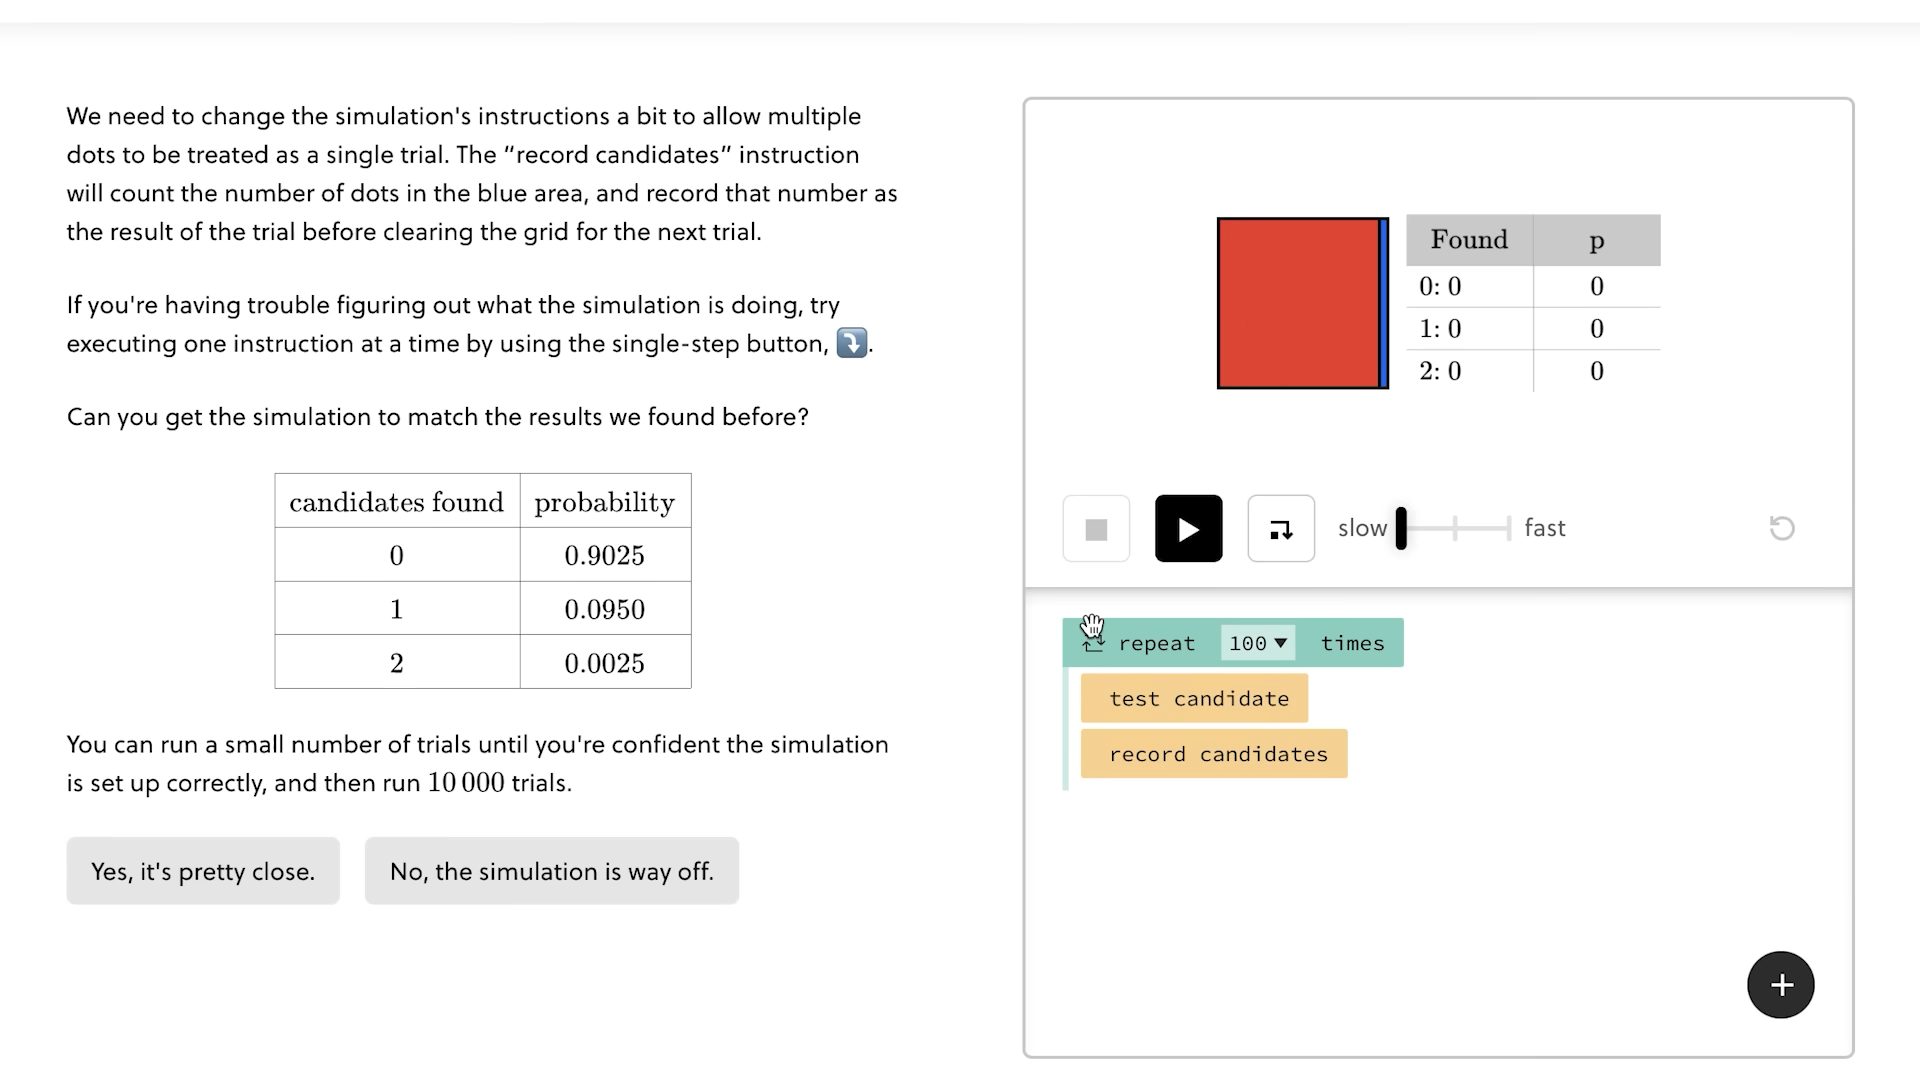 We need to change the simulation's instructions a bit to allow multiple
dots to be treated as a single trial. The “record candidates” instruction
will count the number of dots in the blue area, and record that number as
the result of the trial before clearing the grid for the next trial.
If you're having trouble figuring out what the simulation is doing, try
executing one instruction at a time by using the single-step button, ⤵️.
Can you get the simulation to match the results we found before?
candidates found probability
0 0.9025
1 0.0950
2 0.0025
You can run a small number of trials until you're confident the simulation
is set up correctly, and then run 10 000 trials.
Yes, it's pretty close.
No, the simulation is way off.
Found p
0: 0 0
1: 0 0
2: 0 0
slow fast
repeat 100 ▼ times
test candidate
record candidates
+